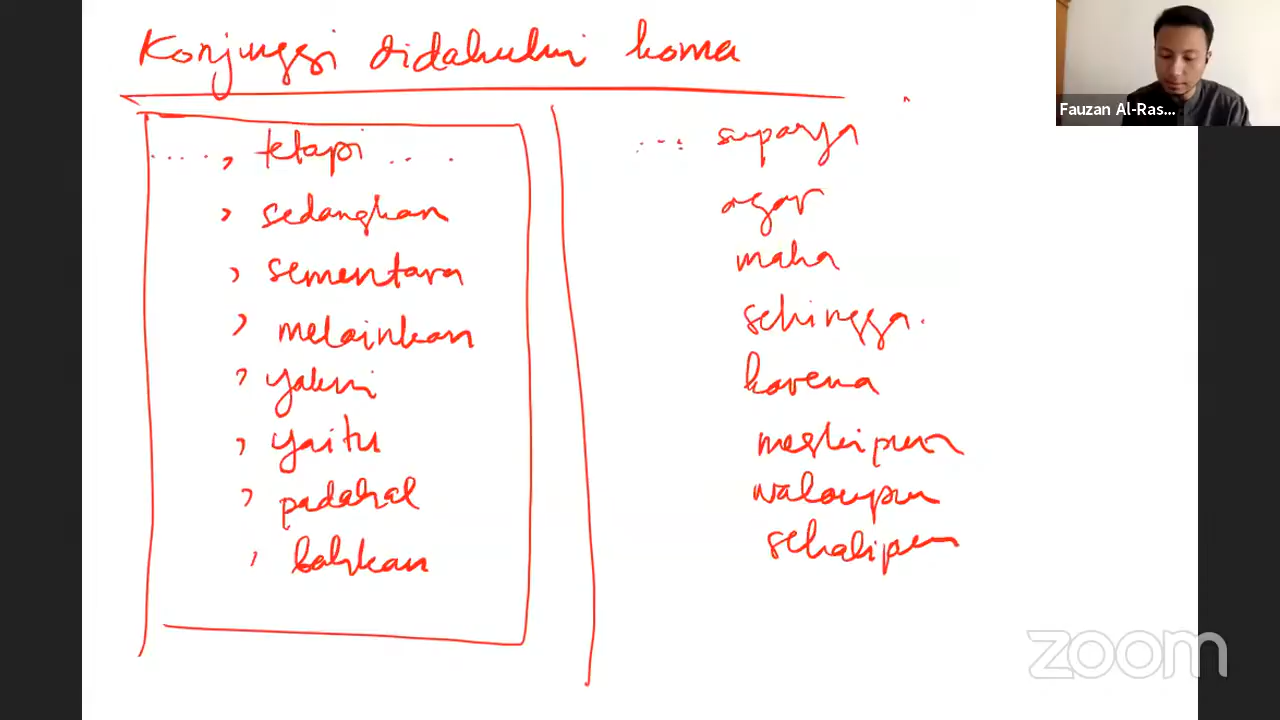 Konjungsi didahului koma
...., tetapi ....
, sedangkan
, sementara
, melainkan
, yakni
, yaitu
, padahal
, bahkan
... supaya
agar
maka
sehingga.
karena
meskipun
walaupun
sekalipun
Fauzan Al-Ras...
zoom